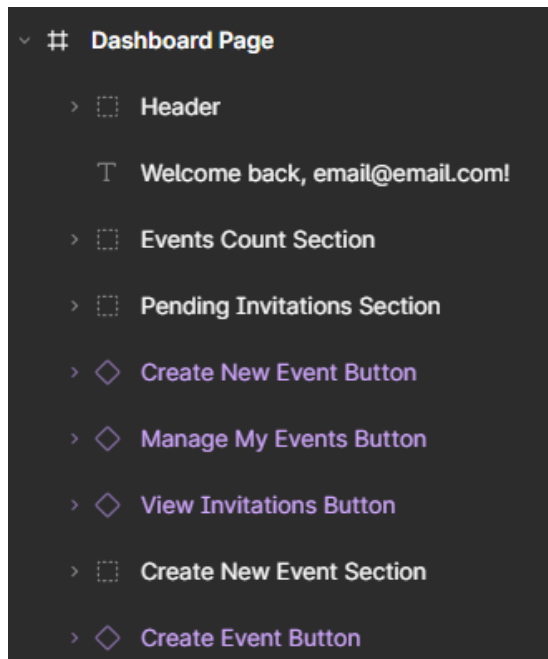 Dashboard Page
Header
Welcome back, email@email.com!
Events Count Section
Pending Invitations Section
Create New Event Button
Manage My Events Button
View Invitations Button
Create New Event Section
Create Event Button